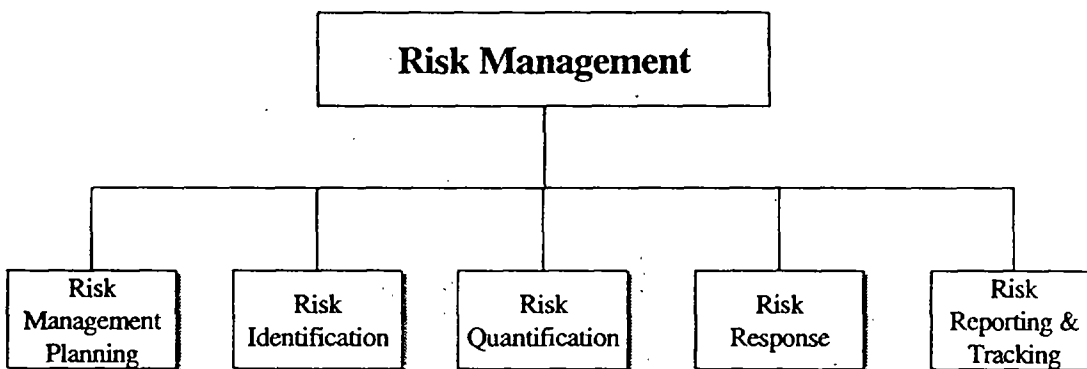 Risk Management
Risk
Management
Planning
Risk
Identification
Risk
Quantification
Risk
Response
Risk
Reporting &
Tracking